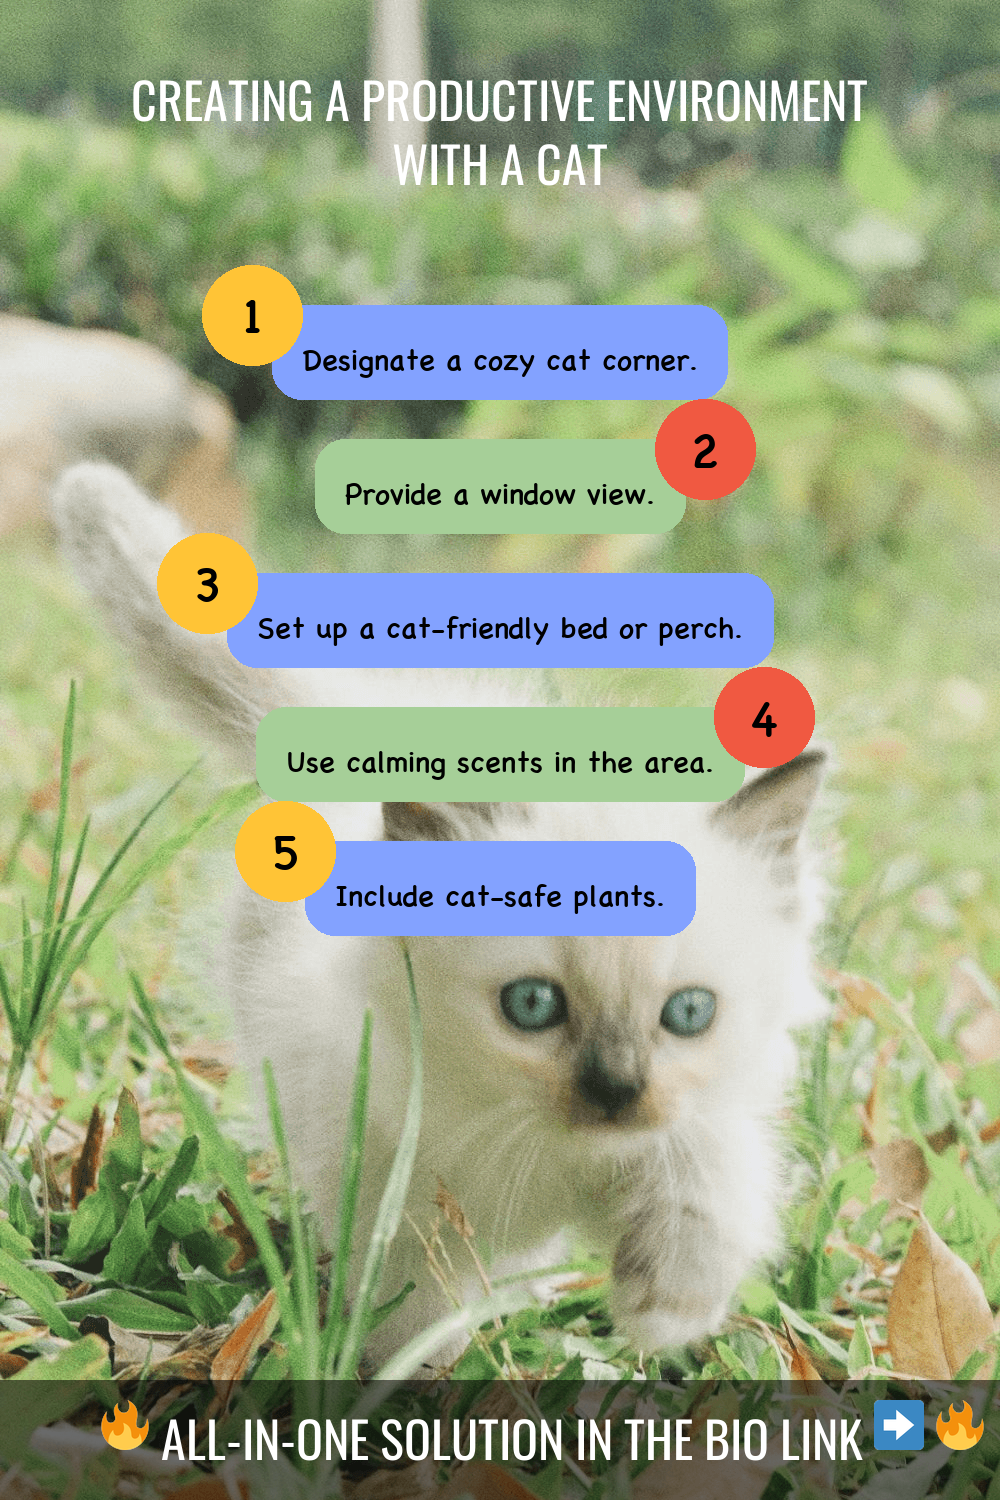 CREATING A PRODUCTIVE ENVIRONMENT
WITH A CAT
1
Designate a cozy cat corner.
2
Provide a window view.
3
Set up a cat-friendly bed or perch.
4
Use calming scents in the area.
5
Include cat-safe plants.
🔥 ALL-IN-ONE SOLUTION IN THE BIO LINK ➡️ 🔥